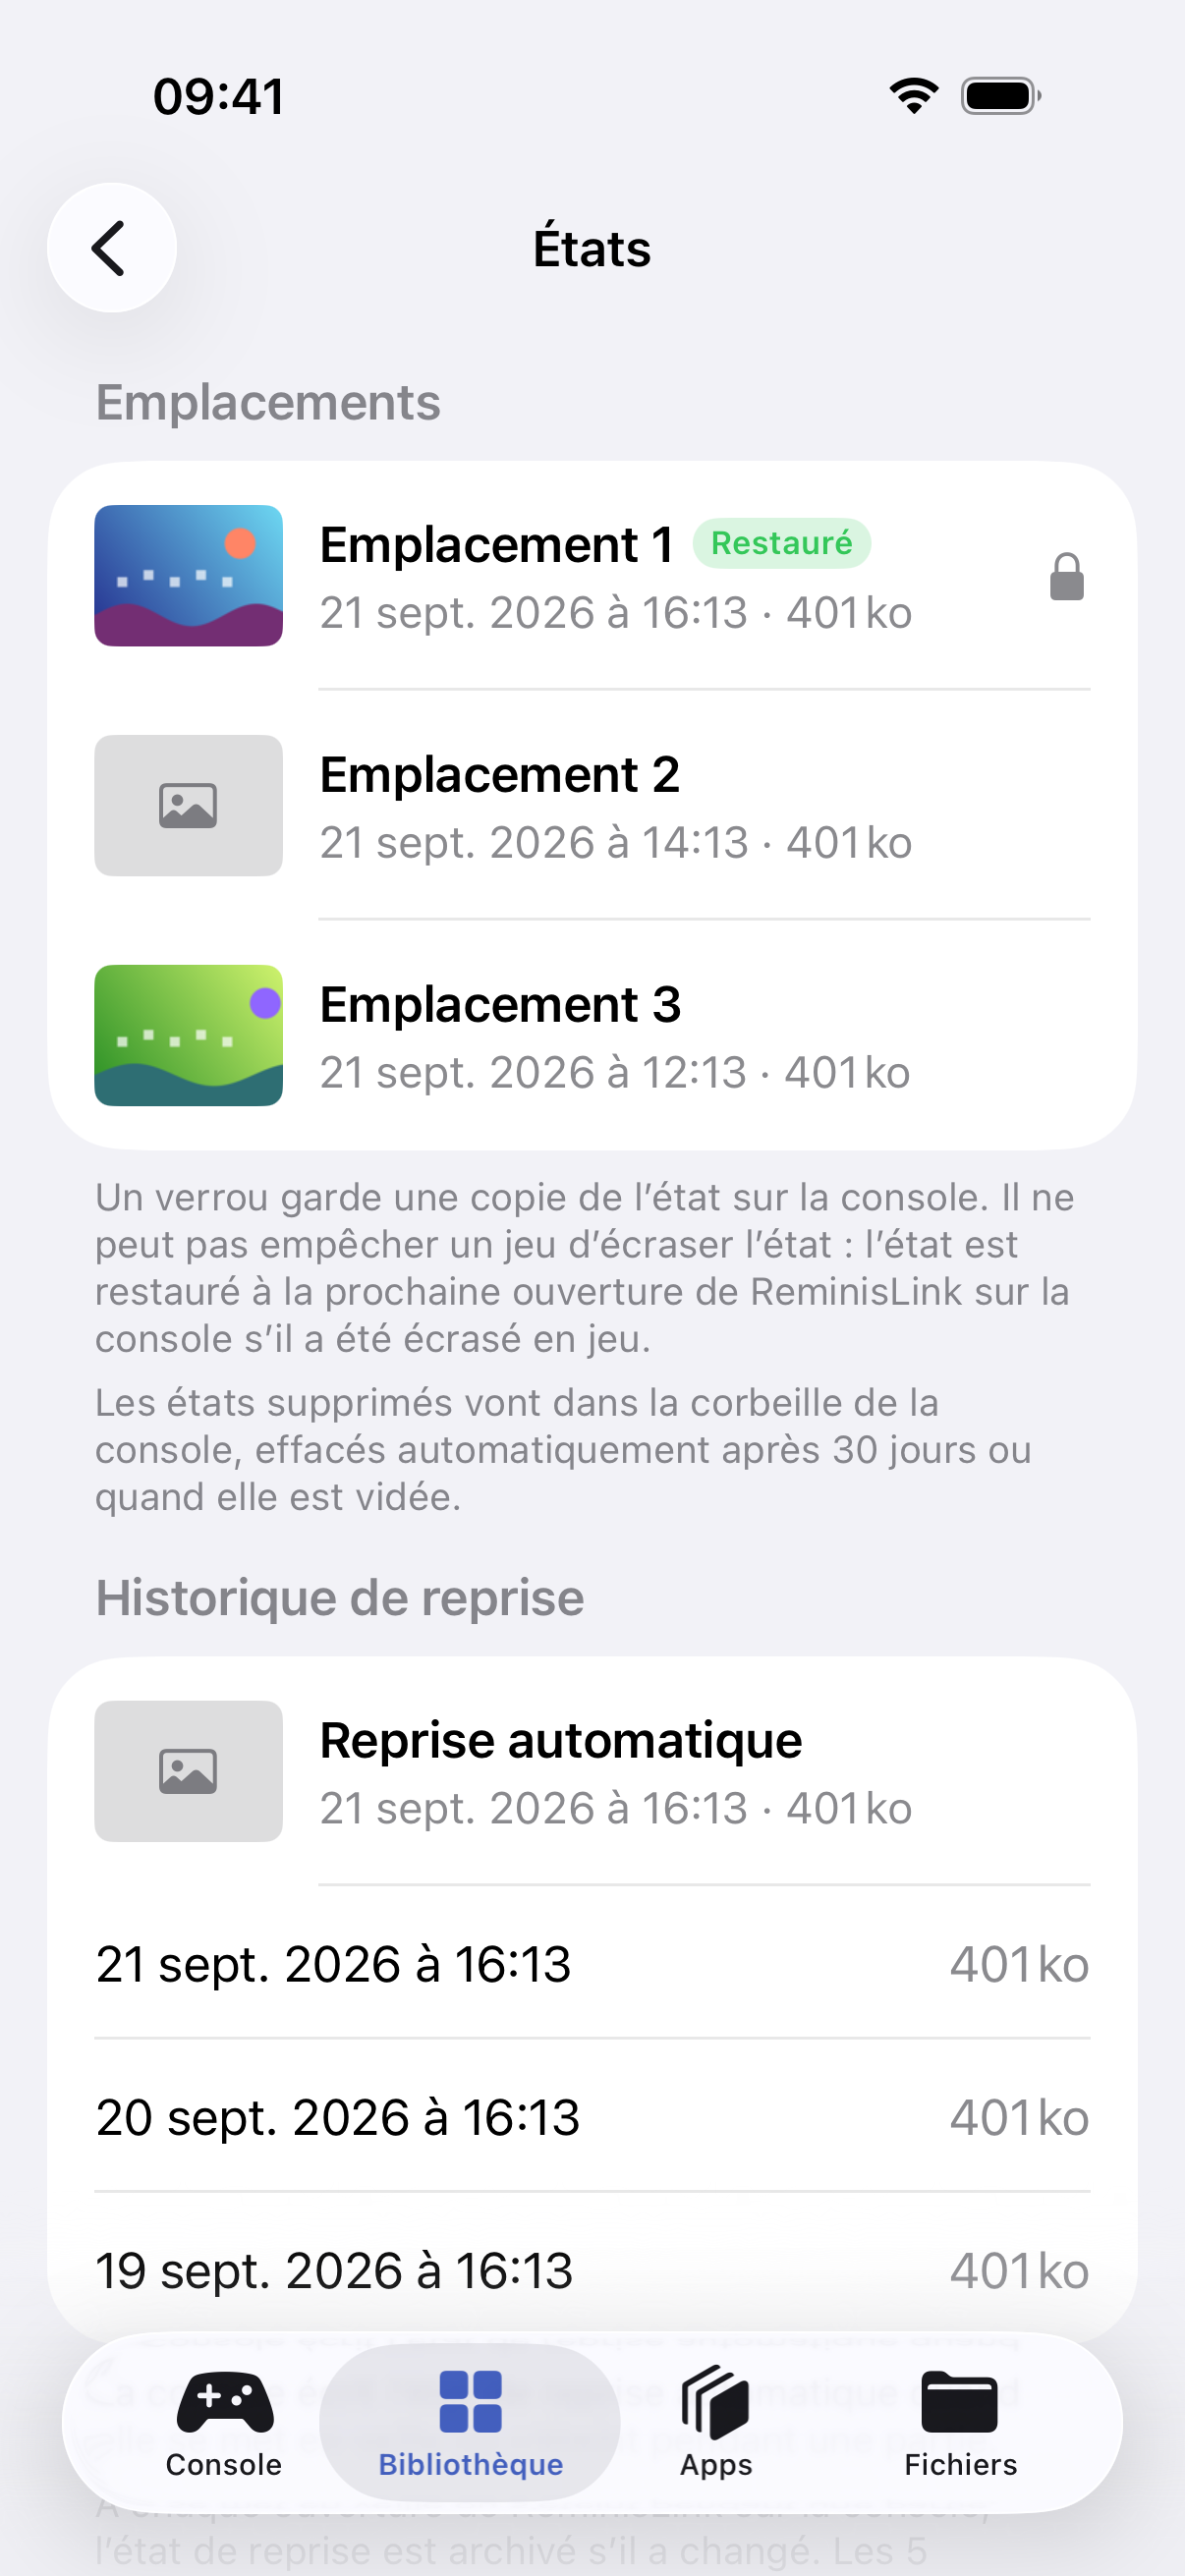 09:41
États
Emplacements
Emplacement 1 Restauré
21 sept. 2026 à 16:13 · 401 ko
Emplacement 2
21 sept. 2026 à 14:13 · 401 ko
Emplacement 3
21 sept. 2026 à 12:13 · 401 ko
Un verrou garde une copie de l’état sur la console. Il ne
peut pas empêcher un jeu d’écraser l’état : l’état est
restauré à la prochaine ouverture de ReminisLink sur la
console s’il a été écrasé en jeu.
Les états supprimés vont dans la corbeille de la
console, effacés automatiquement après 30 jours ou
quand elle est vidée.
Historique de reprise
Reprise automatique
21 sept. 2026 à 16:13 · 401 ko
21 sept. 2026 à 16:13 401 ko
20 sept. 2026 à 16:13 401 ko
19 sept. 2026 à 16:13 401 ko
Console Bibliothèque Apps Fichiers
l’état de reprise est archivé s’il a changé. Les 5